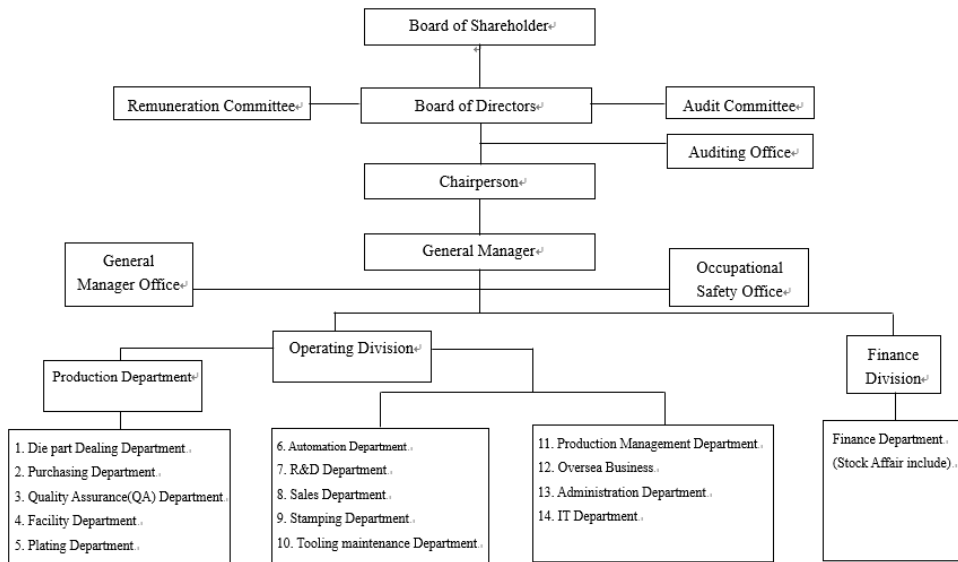 Board of Shareholder
Remuneration Committee
Board of Directors
Audit Committee
Auditing Office
Chairperson
General Manager
General
Manager Office
Occupational
Safety Office
Operating Division
Finance
Division
Production Department
1. Die part Dealing Department
2. Purchasing Department
3. Quality Assurance(QA) Department
4. Facility Department
5. Plating Department
6. Automation Department
7. R&D Department
8. Sales Department
9. Stamping Department
10. Tooling maintenance Department
11. Production Management Department
12. Oversea Business
13. Administration Department
14. IT Department
Finance Department
(Stock Affair include)